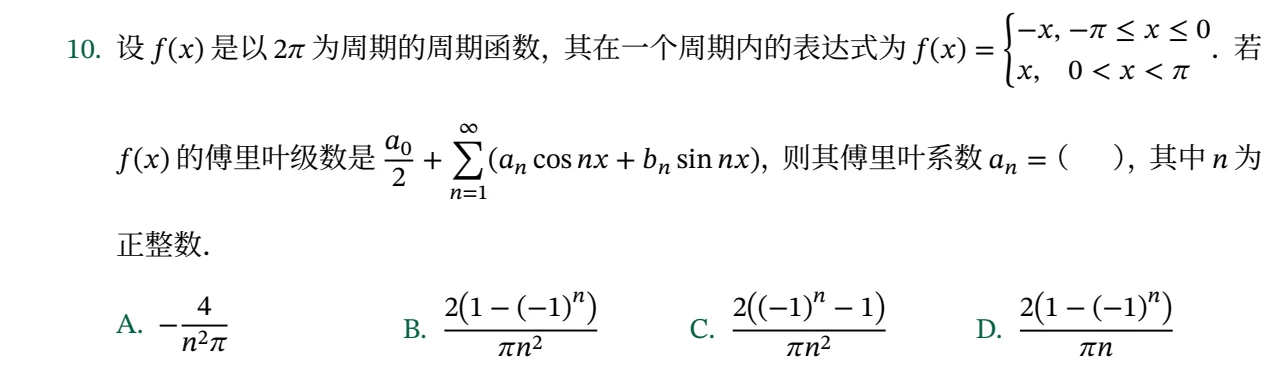 10. 设 f(x) 是以 2π 为周期的周期函数, 其在一个周期内的表达式为 f(x) = {−x, −π ≤ x ≤ 0; x, 0 < x < π. 若
f(x) 的傅里叶级数是 a₀/2 + ∑_{n=1}^{∞} (aₙ cos nx + bₙ sin nx), 则其傅里叶系数 aₙ = ( ), 其中 n 为
正整数.
A. −4/(n²π) B. 2(1 − (−1)ⁿ)/(πn²) C. 2((−1)ⁿ − 1)/(πn²) D. 2(1 − (−1)ⁿ)/(πn)